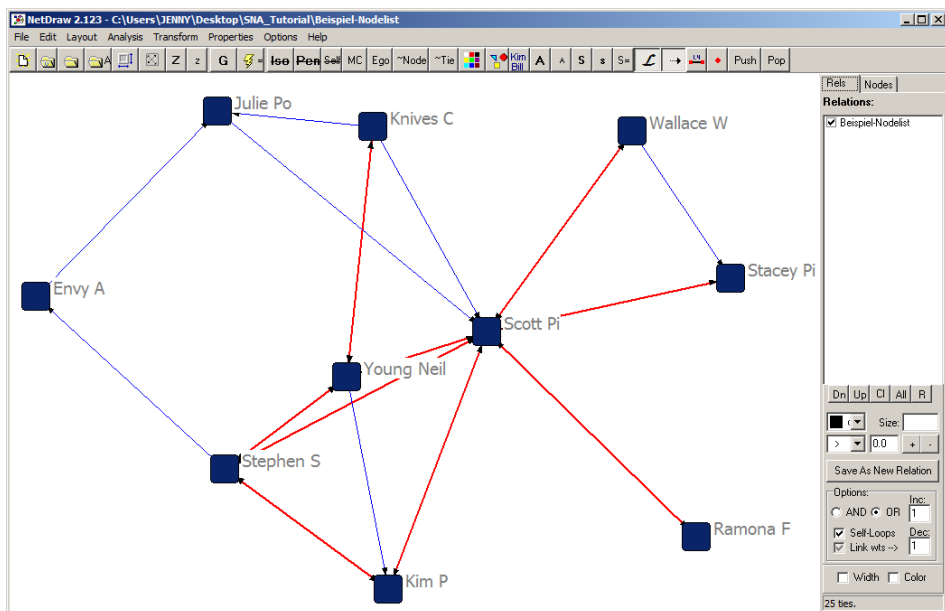 NetDraw 2.123 - C:\Users\JENNY\Desktop\SNA_Tutorial\Beispiel-Nodelist
File Edit Layout Analysis Transform Properties Options Help
A Z z G = Iso Pen Self MC Ego ~Node ~Tie Kim Bill A A S s S= L Push Pop
Rels Nodes
Relations:
Beispiel-Nodelist
Julie Po
Knives C
Wallace W
Stacey Pi
Envy A
Scott Pi
Young Neil
Stephen S
Ramona F
Kim P
Dn Up Cl All R
Size:
> 0.0 + -
Save As New Relation
Options:
Inc:
AND OR 1
Self-Loops Dec:
Link wts --> 1
Width Color
25 ties.